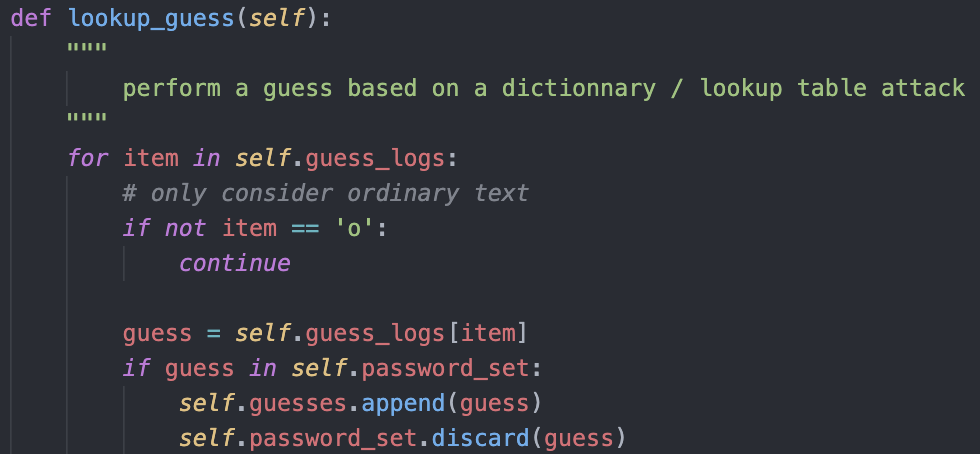 def lookup_guess(self):
    """
        perform a guess based on a dictionnary / lookup table attack
    """
    for item in self.guess_logs:
        # only consider ordinary text
        if not item == 'o':
            continue

        guess = self.guess_logs[item]
        if guess in self.password_set:
            self.guesses.append(guess)
            self.password_set.discard(guess)